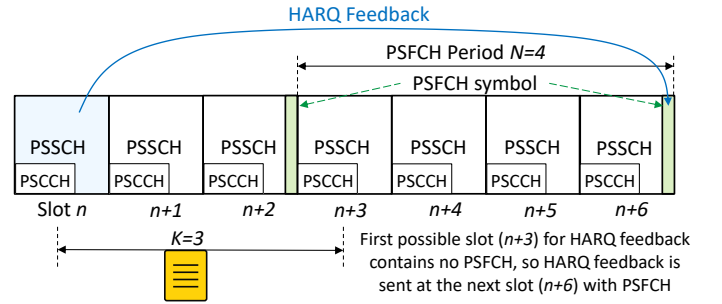 HARQ Feedback
PSFCH Period N=4
PSFCH symbol
PSSCH PSSCH PSSCH PSSCH PSSCH PSSCH PSSCH
PSCCH PSCCH PSCCH PSCCH PSCCH PSCCH PSCCH
Slot n n+1 n+2 n+3 n+4 n+5 n+6
K=3
First possible slot (n+3) for HARQ feedback
contains no PSFCH, so HARQ feedback is
sent at the next slot (n+6) with PSFCH